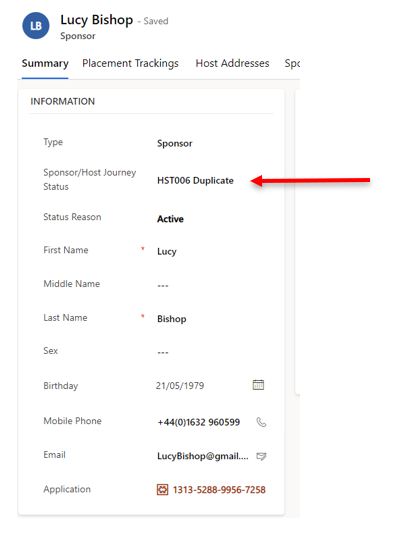 LB
Lucy Bishop - Saved
Sponsor
Summary Placement Trackings Host Addresses Spo
INFORMATION
Type Sponsor
Sponsor/Host Journey
Status HST006 Duplicate
Status Reason Active
First Name * Lucy
Middle Name ---
Last Name * Bishop
Sex ---
Birthday 21/05/1979
Mobile Phone +44(0)1632 960599
Email LucyBishop@gmail....
Application 1313-5288-9956-7258